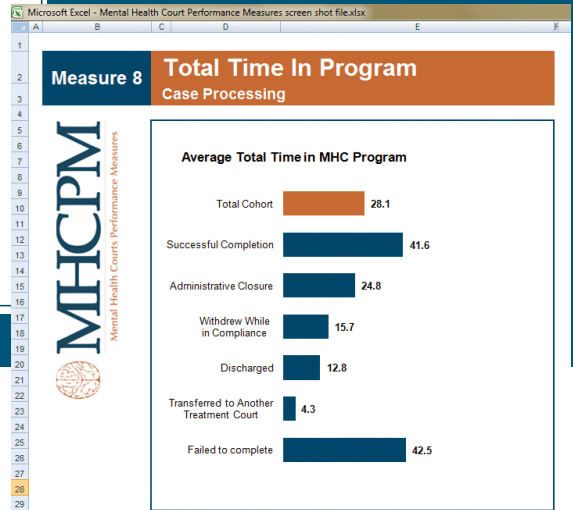 Microsoft Excel - Mental Health Court Performance Measures screen shot file.xlsx
A B C D E F
1
2
3
4
5
6
7
8
9
10
11
12
13
14
15
16
17
18
19
20
21
22
23
24
25
26
27
28
29
Measure 8
Total Time In Program
Case Processing
MHCPM
Mental Health Courts Performance Measures
Average Total Time in MHC Program
Total Cohort 28.1
Successful Completion 41.6
Administrative Closure 24.8
Withdrew While
in Compliance 15.7
Discharged 12.8
Transferred to Another
Treatment Court 4.3
Failed to complete 42.5